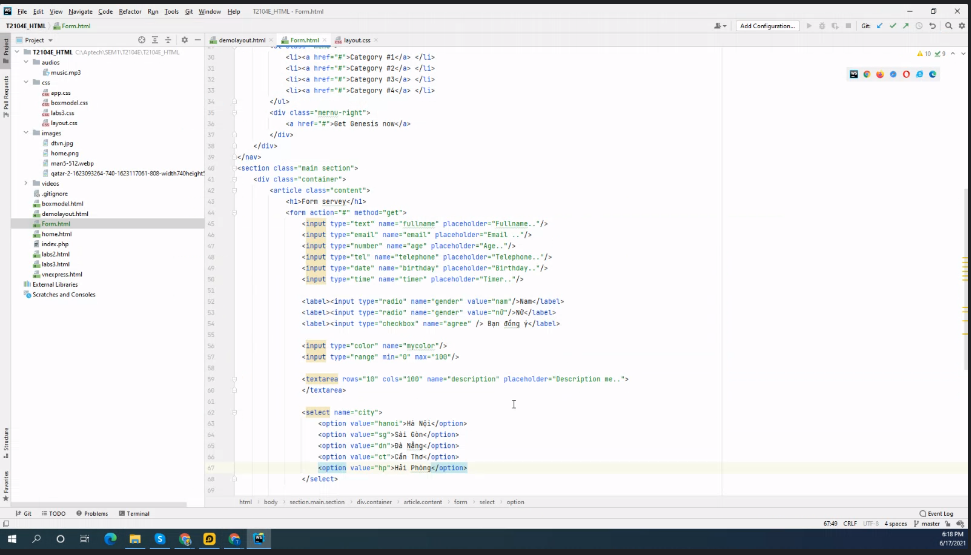 File Edit View Navigate Code Refactor Run Tools Git Window Help T2104E_HTML - Form.html
T2104E_HTML Form.html
Add Configuration...
Git:
Project
demolayout.html Form.html layout.css
T2104E_HTML C:\Aptech\SEM1\T2104E\T2104E_HTML
audios
music.mp3
css
app.css
boxmodel.css
labs3.css
layout.css
images
dtvn.jpg
home.png
man5-512.webp
qatar-2-1623093264-740-1623117061-808-width740height
videos
.gitignore
boxmodel.html
demolayout.html
Form.html
home.html
index.php
labs2.html
labs3.html
vnexpress.html
External Libraries
Scratches and Consoles
Project
Pull Requests
Structure
Favorites
10 9
30 <li><a href="#">Category #1</a> </li>
31 <li><a href="#">Category #2</a> </li>
32 <li><a href="#">Category #3</a> </li>
33 <li><a href="#">Category #4</a> </li>
34 </ul>
35 <div class="mernu-right">
36 <a href="#">Get Genesis now</a>
37 </div>
38 </div>
39 </nav>
40 <section class="main section">
41 <div class="container">
42 <article class="content">
43 <h1>Form servey</h1>
44 <form action="#" method="get">
45 <input type="text" name="fullname" placeholder="Fullname.."/>
46 <input type="email" name="email" placeholder="Email .."/>
47 <input type="number" name="age" placeholder="Age.."/>
48 <input type="tel" name="telephone" placeholder="Telephone.."/>
49 <input type="date" name="birthday" placeholder="Birthday.."/>
50 <input type="time" name="timer" placeholder="Timer.."/>
51
52 <label><input type="radio" name="gender" value="nam"/>Nam</label>
53 <label><input type="radio" name="gender" value="nữ"/>Nữ</label>
54 <label><input type="checkbox" name="agree" /> Bạn đồng ý</label>
55
56 <input type="color" name="mycolor"/>
57 <input type="range" min="0" max="100"/>
58
59 <textarea rows="10" cols="100" name="description" placeholder="Description me..">
60 </textarea>
61
62 <select name="city">
63 <option value="hanoi">Hà Nội</option>
64 <option value="sg">Sài Gòn</option>
65 <option value="dn">Đà Nẵng</option>
66 <option value="ct">Cần Thơ</option>
67 <option value="hp">Hải Phòng</option>
68 </select>
69
html body section.main.section div.container article.content form select option
Git TODO Problems Terminal Event Log
67:49 CRLF UTF-8 4 spaces master
6:18 PM
6/17/2021